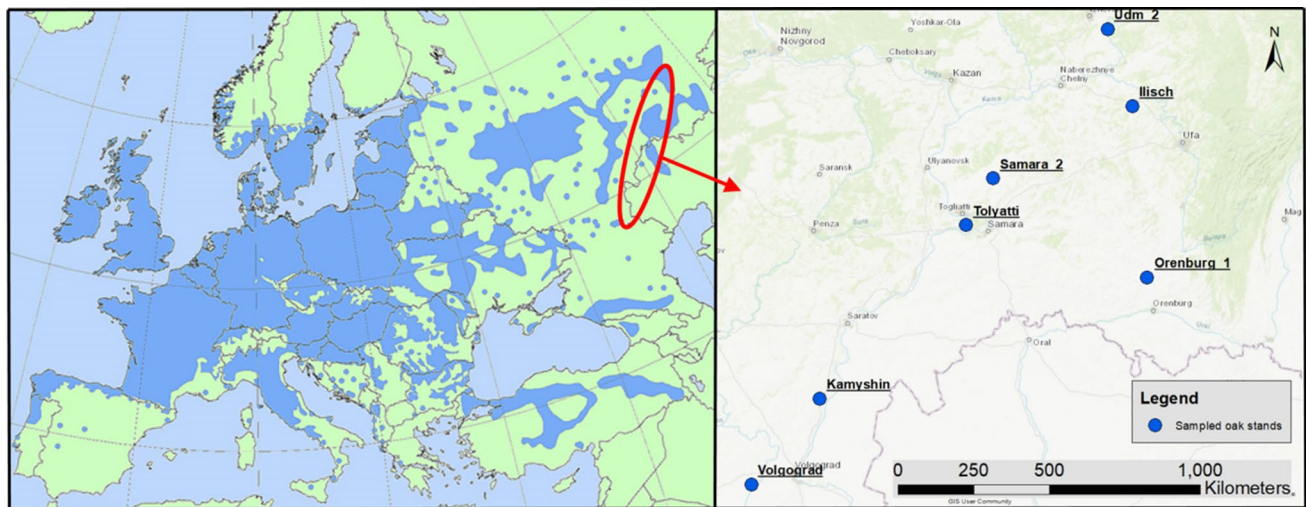 Udm_2
Yoshkar-Ola
Nizhny
Novgorod
Cheboksary
N
Kazan
Naberezhnye
Chelny
Kama
Ilisch
Ufa
Ulyanovsk
Saransk
Samara_2
Togliatti
Tolyatti
Penza
Samara
Mag
Orenburg_1
Orenburg
Saratov
Oral
Kamyshin
Legend
Sampled oak stands
Volgograd
Volgograd
0 250 500 1,000
Kilometers
GIS User Community